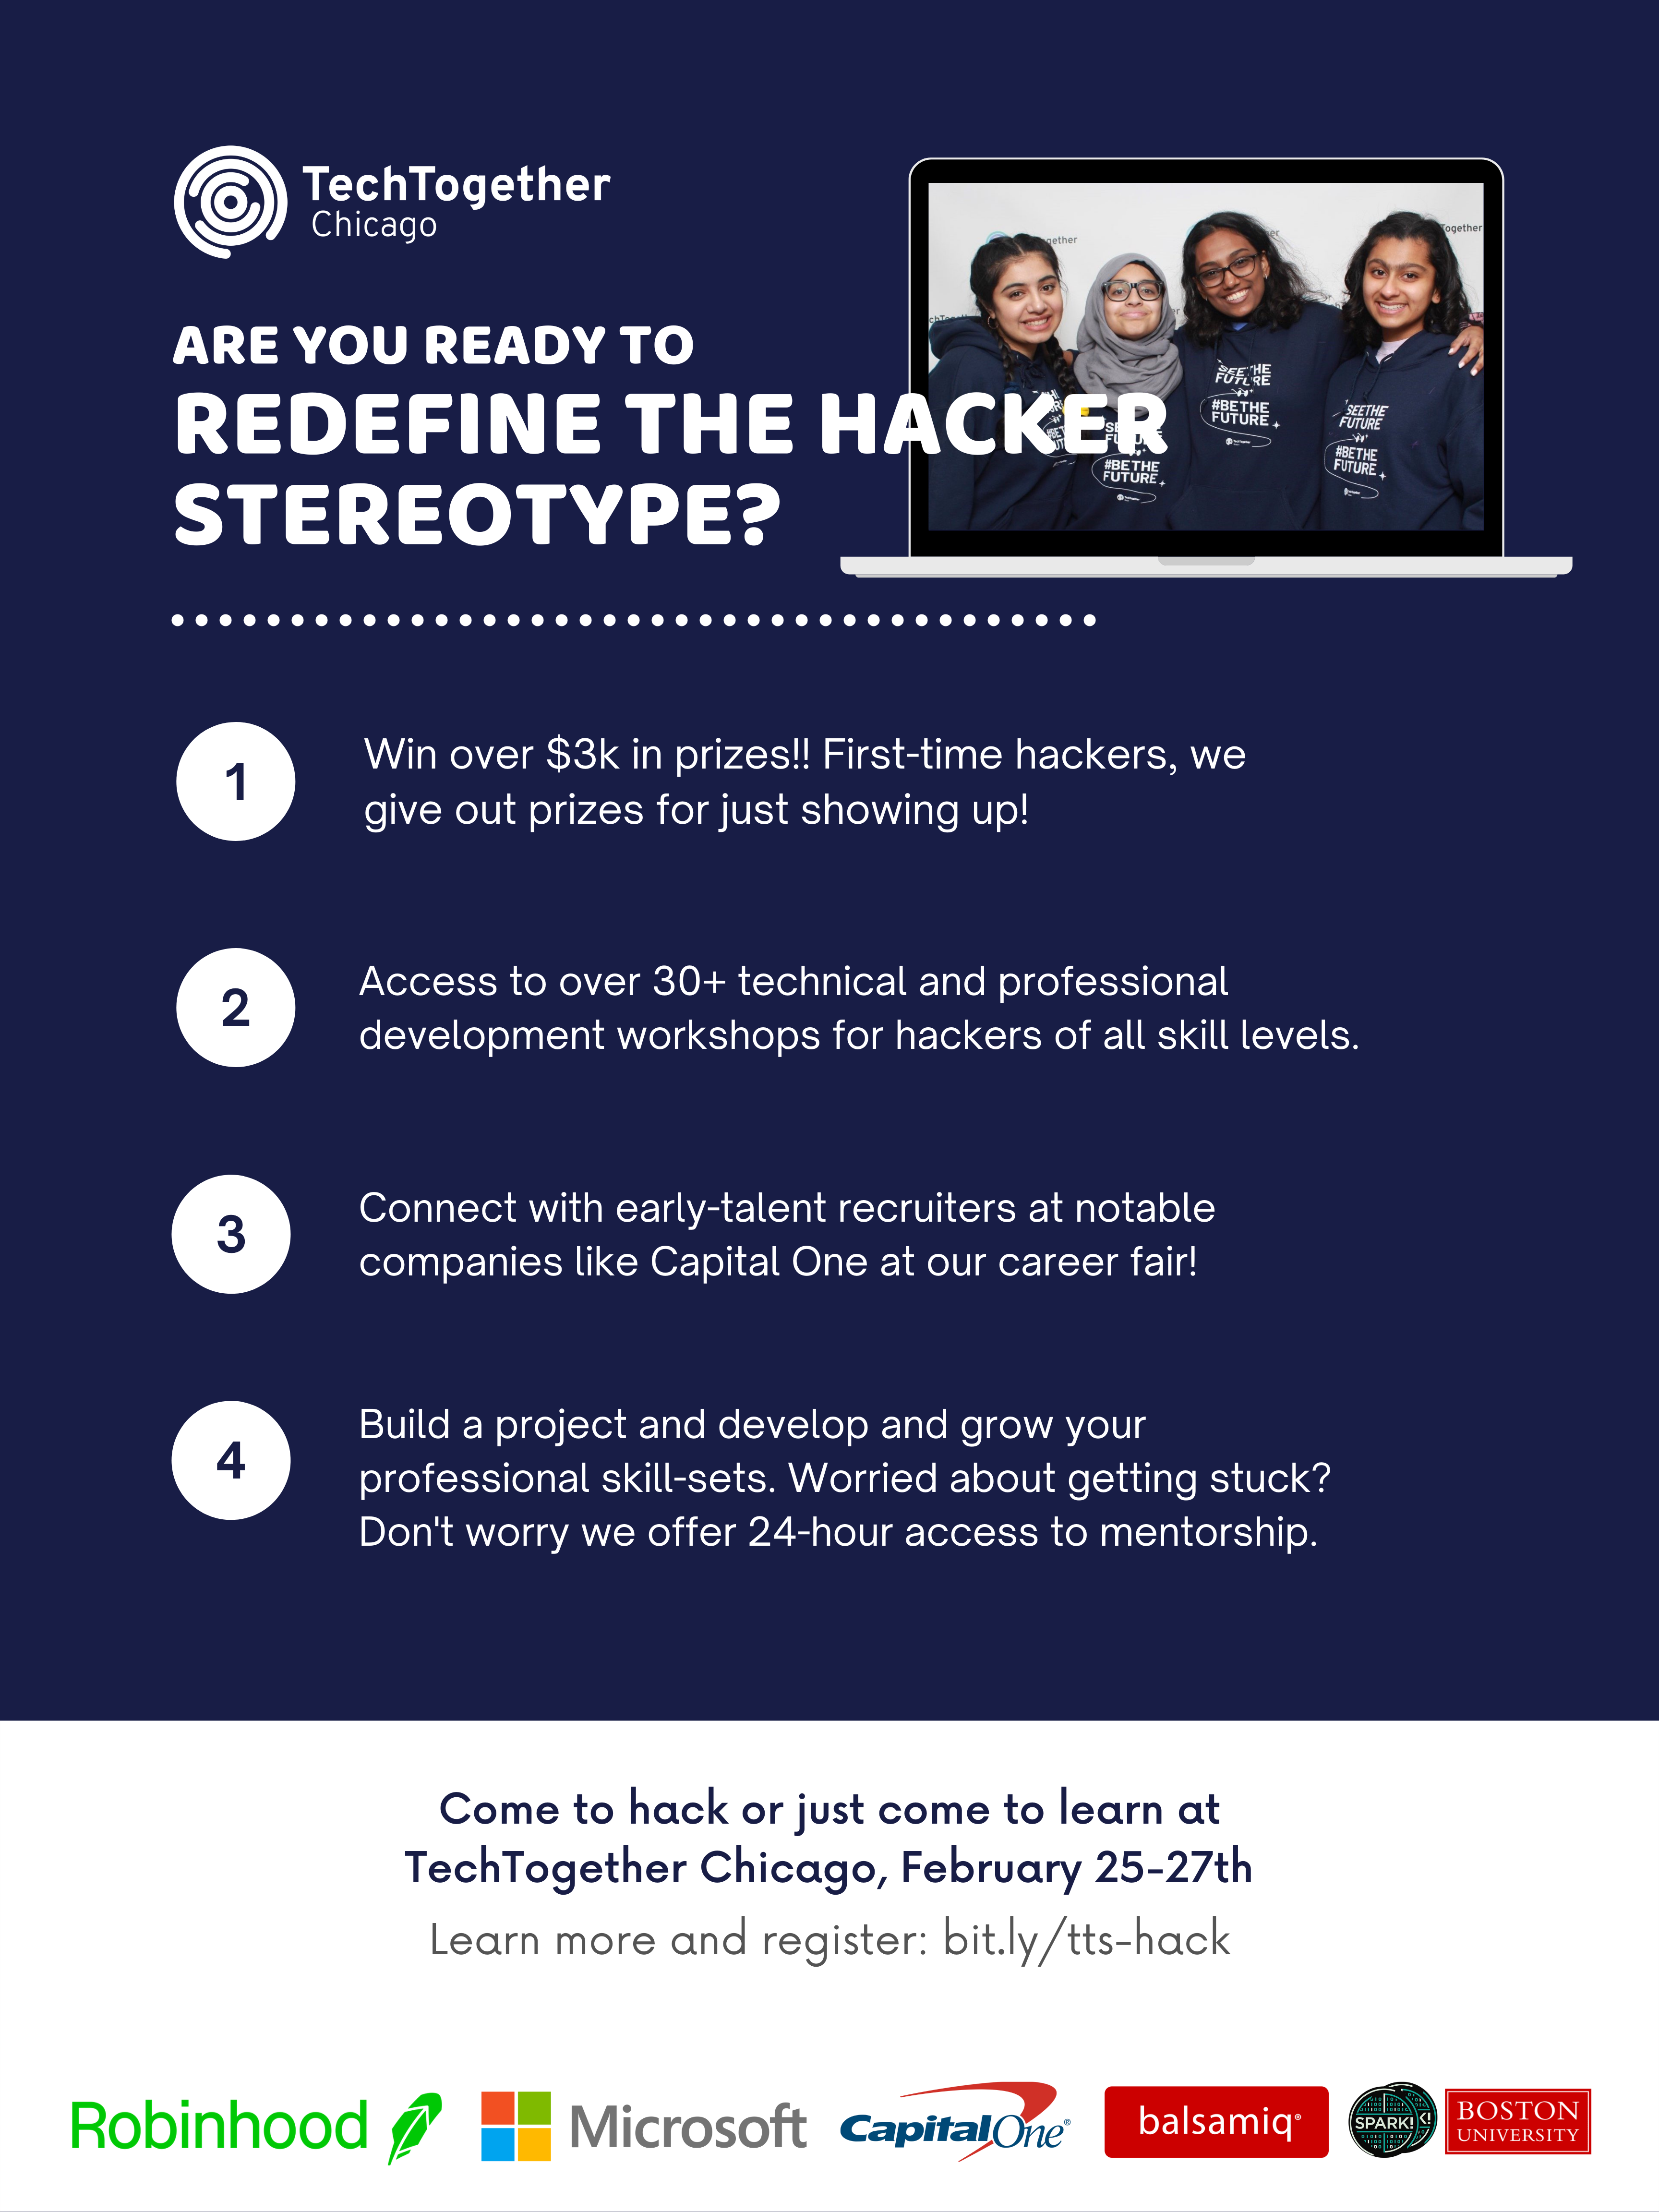 TechTogether
Chicago
ARE YOU READY TO
REDEFINE THE HACKER
STEREOTYPE?
gether
Together
SEE THE
FUTURE
#BETHE
FUTURE
#BETHE
FUTURE
SEETHE
FUTURE
#BETHE
FUTURE
1
Win over $3k in prizes!! First-time hackers, we
give out prizes for just showing up!
2
Access to over 30+ technical and professional
development workshops for hackers of all skill levels.
3
Connect with early-talent recruiters at notable
companies like Capital One at our career fair!
4
Build a project and develop and grow your
professional skill-sets. Worried about getting stuck?
Don't worry we offer 24-hour access to mentorship.
Come to hack or just come to learn at
TechTogether Chicago, February 25-27th
Learn more and register: bit.ly/tts-hack
Robinhood Microsoft Capital One® balsamiq® SPARK! BOSTON
UNIVERSITY